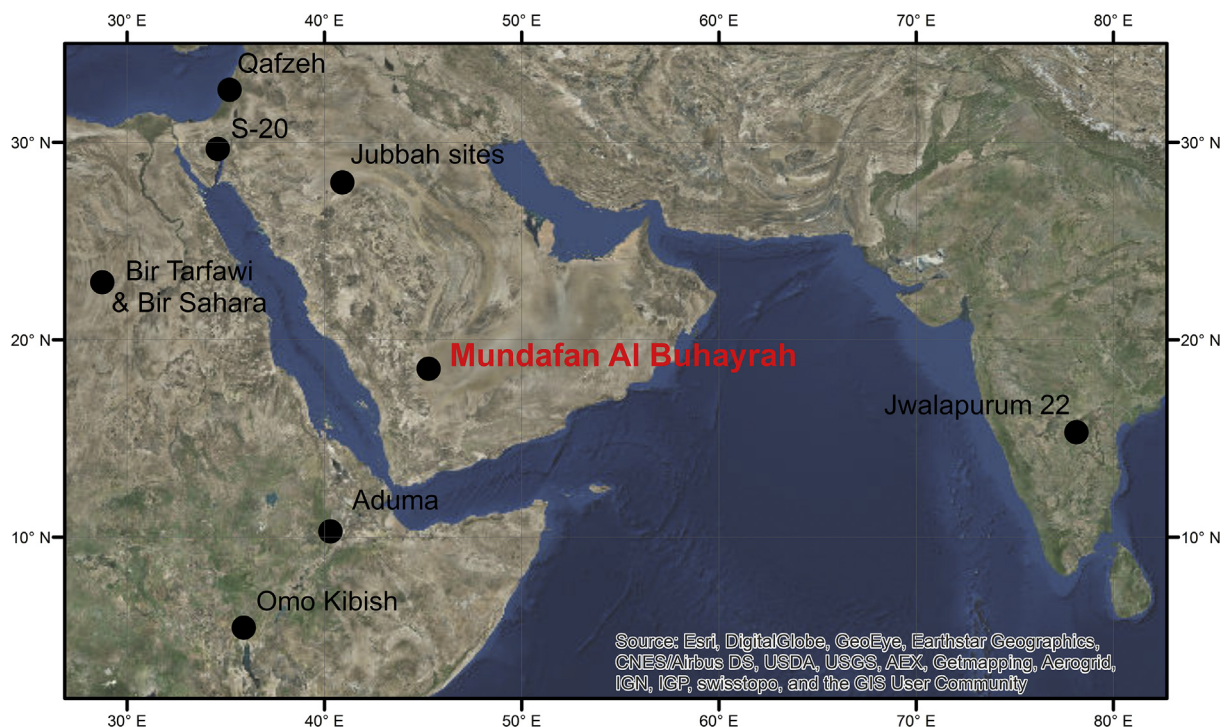 30° E 40° E 50° E 60° E 70° E 80° E
Qafzeh
S-20
30° N 30° N
Jubbah sites
Bir Tarfawi
& Bir Sahara
20° N 20° N
Mundafan Al Buhayrah
Jwalapurum 22
Aduma
10° N 10° N
Omo Kibish
Source: Esri, DigitalGlobe, GeoEye, Earthstar Geographics,
CNES/Airbus DS, USDA, USGS, AEX, Getmapping, Aerogrid,
IGN, IGP, swisstopo, and the GIS User Community
30° E 40° E 50° E 60° E 70° E 80° E